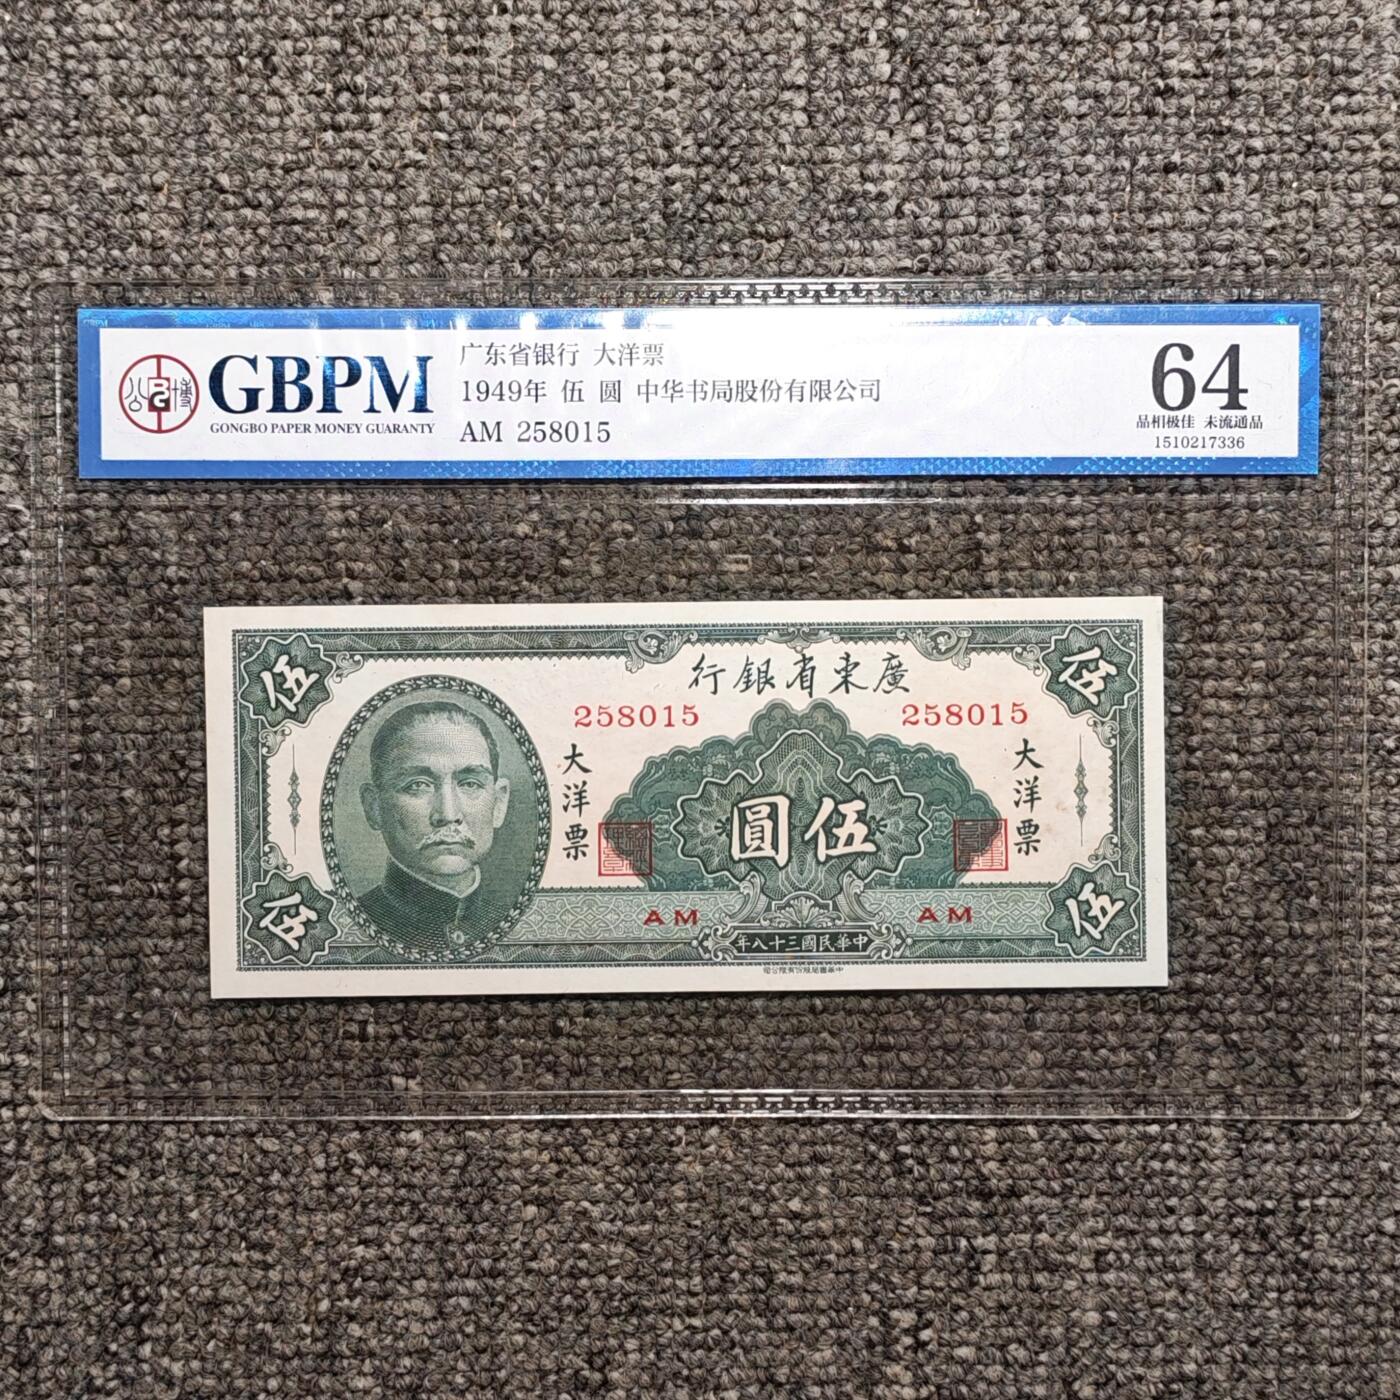 公博
GBPM
GONGBO PAPER MONEY GUARANTY
广东省银行 大洋票
1949年 伍 圆 中华书局股份有限公司
AM 258015
64
品相极佳 未流通品
1510217336
行銀省東廣
伍
伍
258015
258015
大洋票
大洋票
圓伍
AM
AM
伍
伍
年八十三國民華中